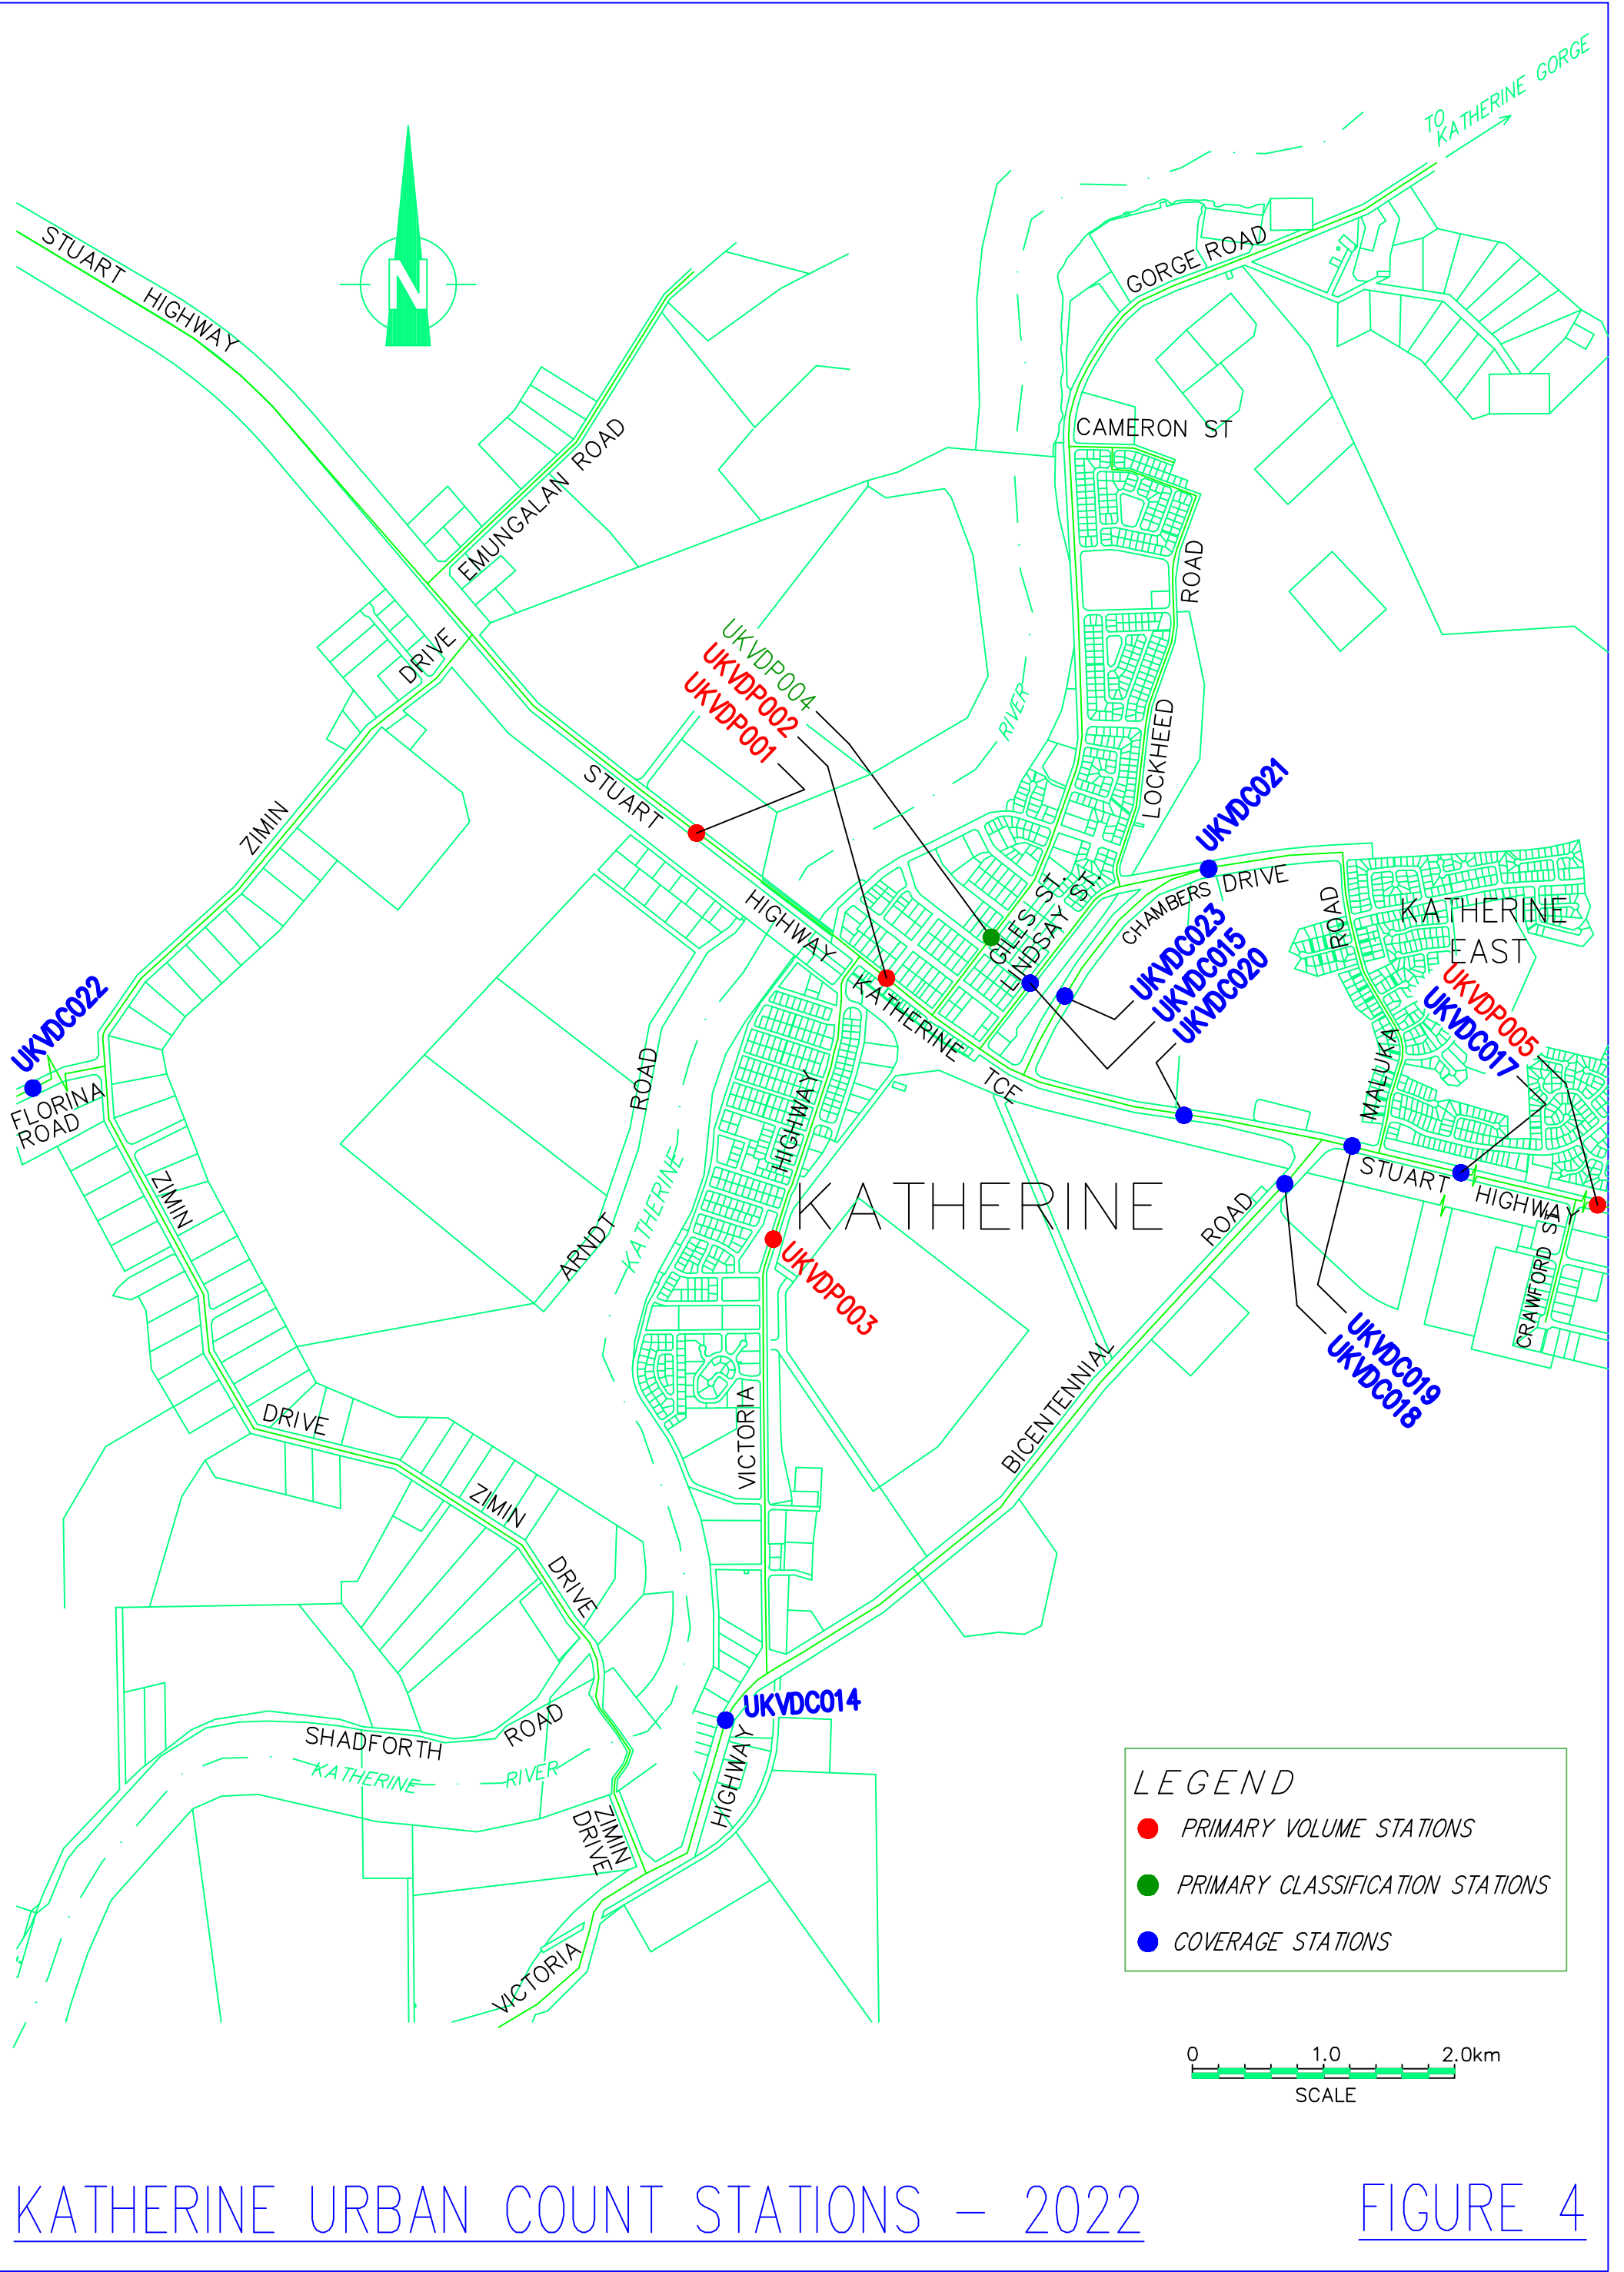 TO
KATHERINE GORGE
STUART HIGHWAY
N
GORGE ROAD
CAMERON ST
EMUNGALAN ROAD
ROAD
DRIVE
UKVDP004
UKVDP002
UKVDP001
RIVER
LOCKHEED
STUART
ZIMIN
UKVDC021
CHAMBERS DRIVE
GILES ST.
LINDSAY ST.
HIGHWAY
ROAD
KATHERINE
EAST
UKVDC023
UKVDC015
UKVDC020
UKVDP005
UKVDC017
KATHERINE TCE
UKVDC022
FLORINA
ROAD
ROAD
HIGHWAY
MALUKA
ZIMIN
KATHERINE
KATHERINE
STUART HIGHWAY
ROAD
ARNDT
CRAWFORD ST
UKVDP003
UKVDC019
UKVDC018
BICENTENNIAL
VICTORIA
DRIVE
ZIMIN
DRIVE
UKVDC014
SHADFORTH ROAD
KATHERINE RIVER
HIGHWAY
ZIMIN
DRIVE
VICTORIA
LEGEND
PRIMARY VOLUME STATIONS
PRIMARY CLASSIFICATION STATIONS
COVERAGE STATIONS
0 1.0 2.0km
SCALE
KATHERINE URBAN COUNT STATIONS - 2022
FIGURE 4